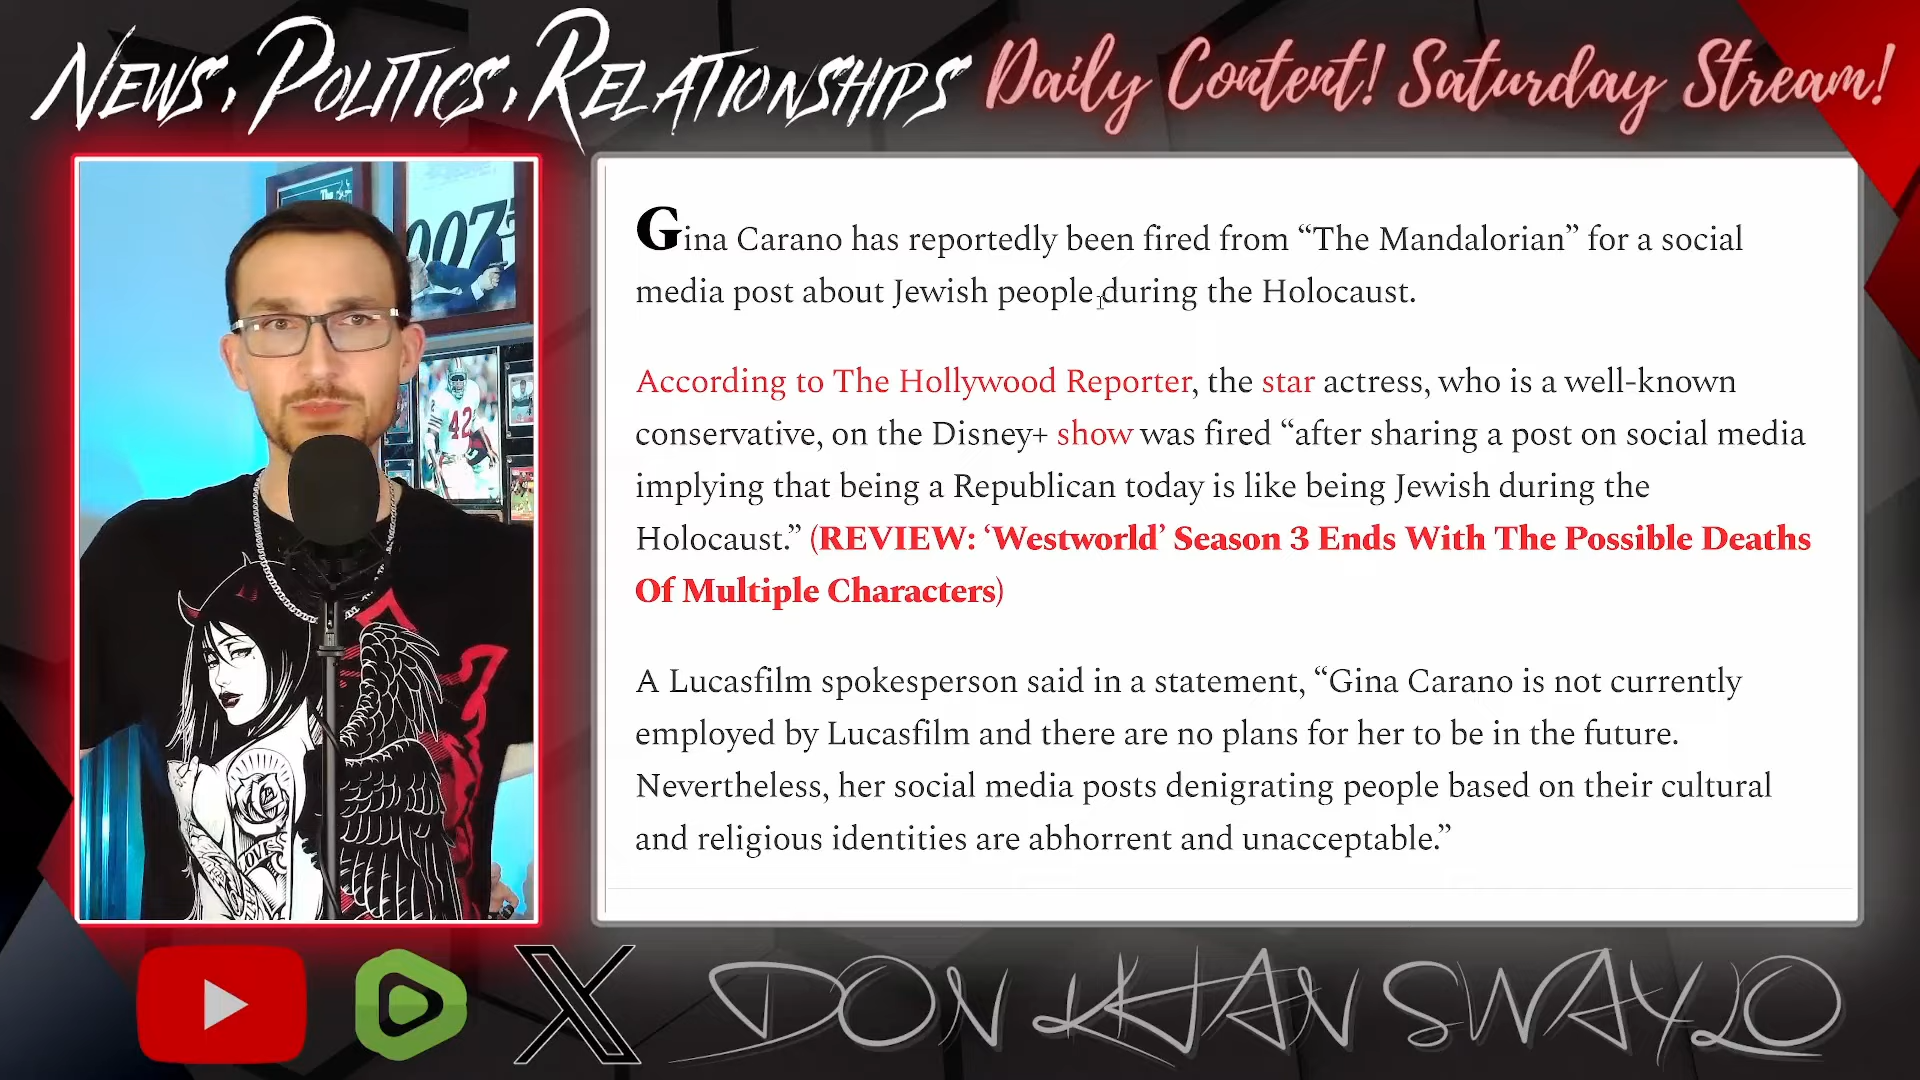 NEWS, POLITICS, RELATIONSHIPS Daily Content! Saturday Stream!
The
007
42
Gina Carano has reportedly been fired from “The Mandalorian” for a social
media post about Jewish people during the Holocaust.
According to The Hollywood Reporter, the star actress, who is a well-known
conservative, on the Disney+ show was fired “after sharing a post on social media
implying that being a Republican today is like being Jewish during the
Holocaust.” (REVIEW: ‘Westworld’ Season 3 Ends With The Possible Deaths
Of Multiple Characters)
A Lucasfilm spokesperson said in a statement, “Gina Carano is not currently
employed by Lucasfilm and there are no plans for her to be in the future.
Nevertheless, her social media posts denigrating people based on their cultural
and religious identities are abhorrent and unacceptable.”
DON KHAN SWAYLO